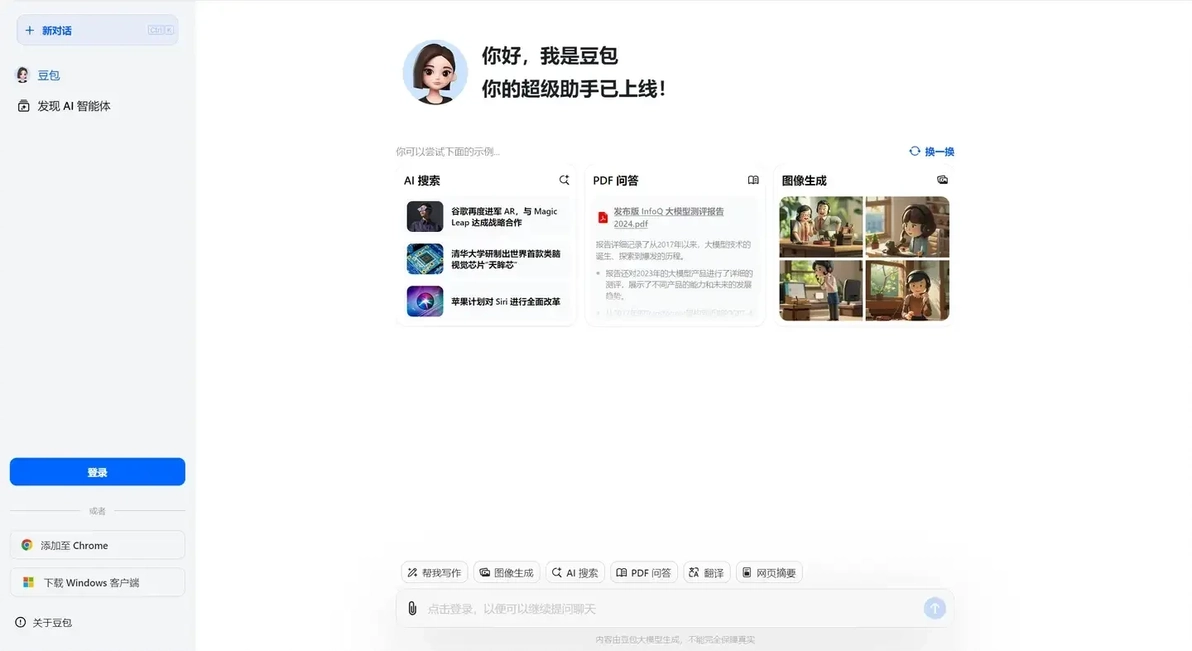 新对话
豆包
发现 AI 智能体
登录
或者
添加至 Chrome
下载 Windows 客户端
关于豆包
你好，我是豆包
你的超级助手已上线！
你可以尝试下面的示例...
换一换
AI 搜索
谷歌再度进军 AR，与 Magic
Leap 达成战略合作
清华大学研制出世界首款类脑
视觉芯片“天眸芯”
苹果计划对 Siri 进行全面改革
PDF 问答
发布版 InfoQ 大模型测评报告
2024.pdf
报告详细记录了从2017年以来，大模型技术的
诞生、探索到爆发的历程。
报告还对2023年的大模型产品进行了详细的
测评，展示了不同产品的能力和未来的发展
趋势。
图像生成
帮我写作
图像生成
AI 搜索
PDF 问答
翻译
网页摘要
点击登录，以便可以继续提问聊天
内容由豆包大模型生成，不能完全保障真实